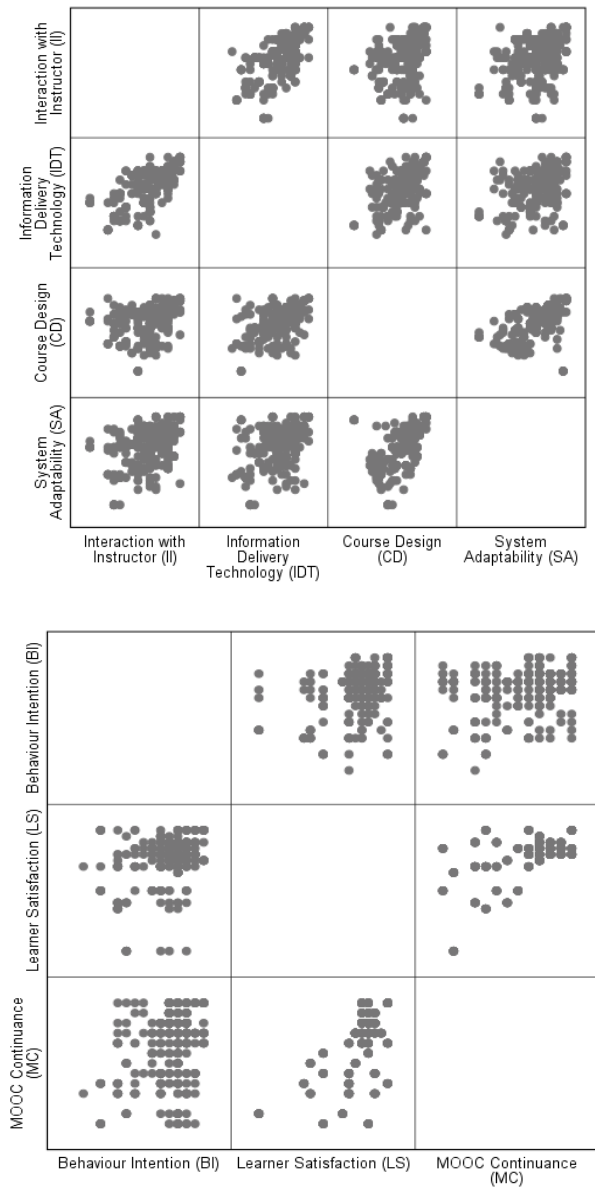 Interaction with
Instructor (II)
Information
Delivery
Technology (IDT)
Course Design
(CD)
System
Adaptability (SA)
Interaction with
Instructor (II)
Information
Delivery
Technology (IDT)
Course Design
(CD)
System
Adaptability (SA)
Behaviour Intention (BI)
Learner Satisfaction (LS)
MOOC Continuance
(MC)
Behaviour Intention (BI)
Learner Satisfaction (LS)
MOOC Continuance
(MC)